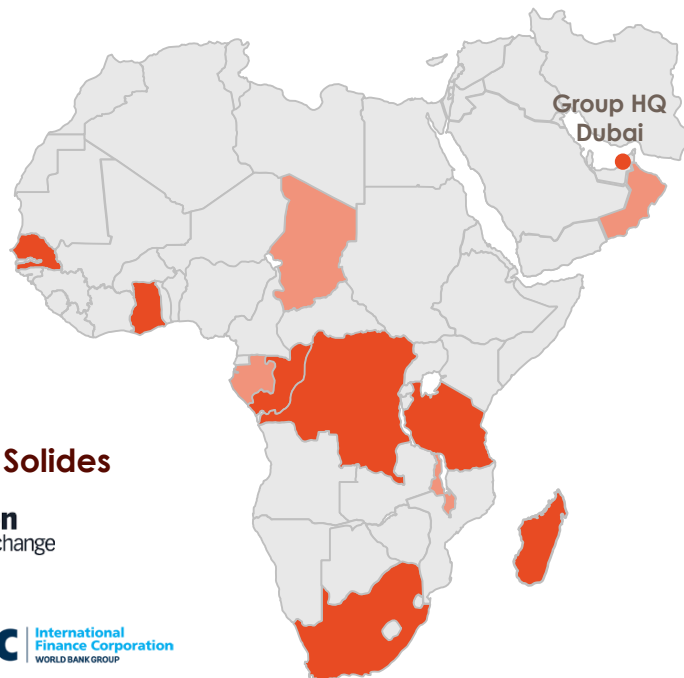 Group HQ
Dubai
Solides
n
change
C
International
Finance Corporation
WORLD BANK GROUP